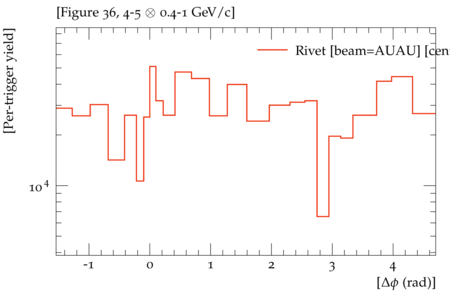 [Figure 36, 4-5 ⊗ 0.4-1 GeV/c]
[Per-trigger yield]
Rivet [beam=AUAU] [cen
10⁴
-1 0 1 2 3 4
[Δϕ (rad)]